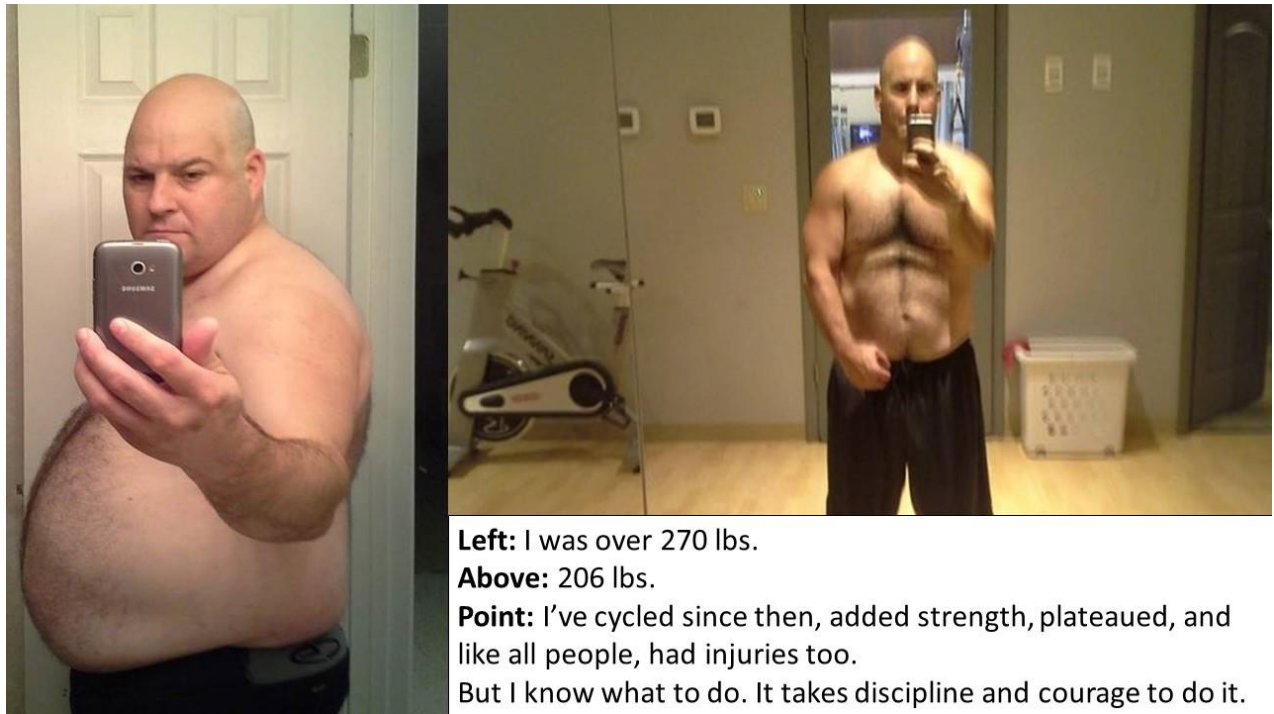 SAMSUNG
Left: I was over 270 lbs.
Above: 206 lbs.
Point: I’ve cycled since then, added strength, plateaued, and
like all people, had injuries too.
But I know what to do. It takes discipline and courage to do it.